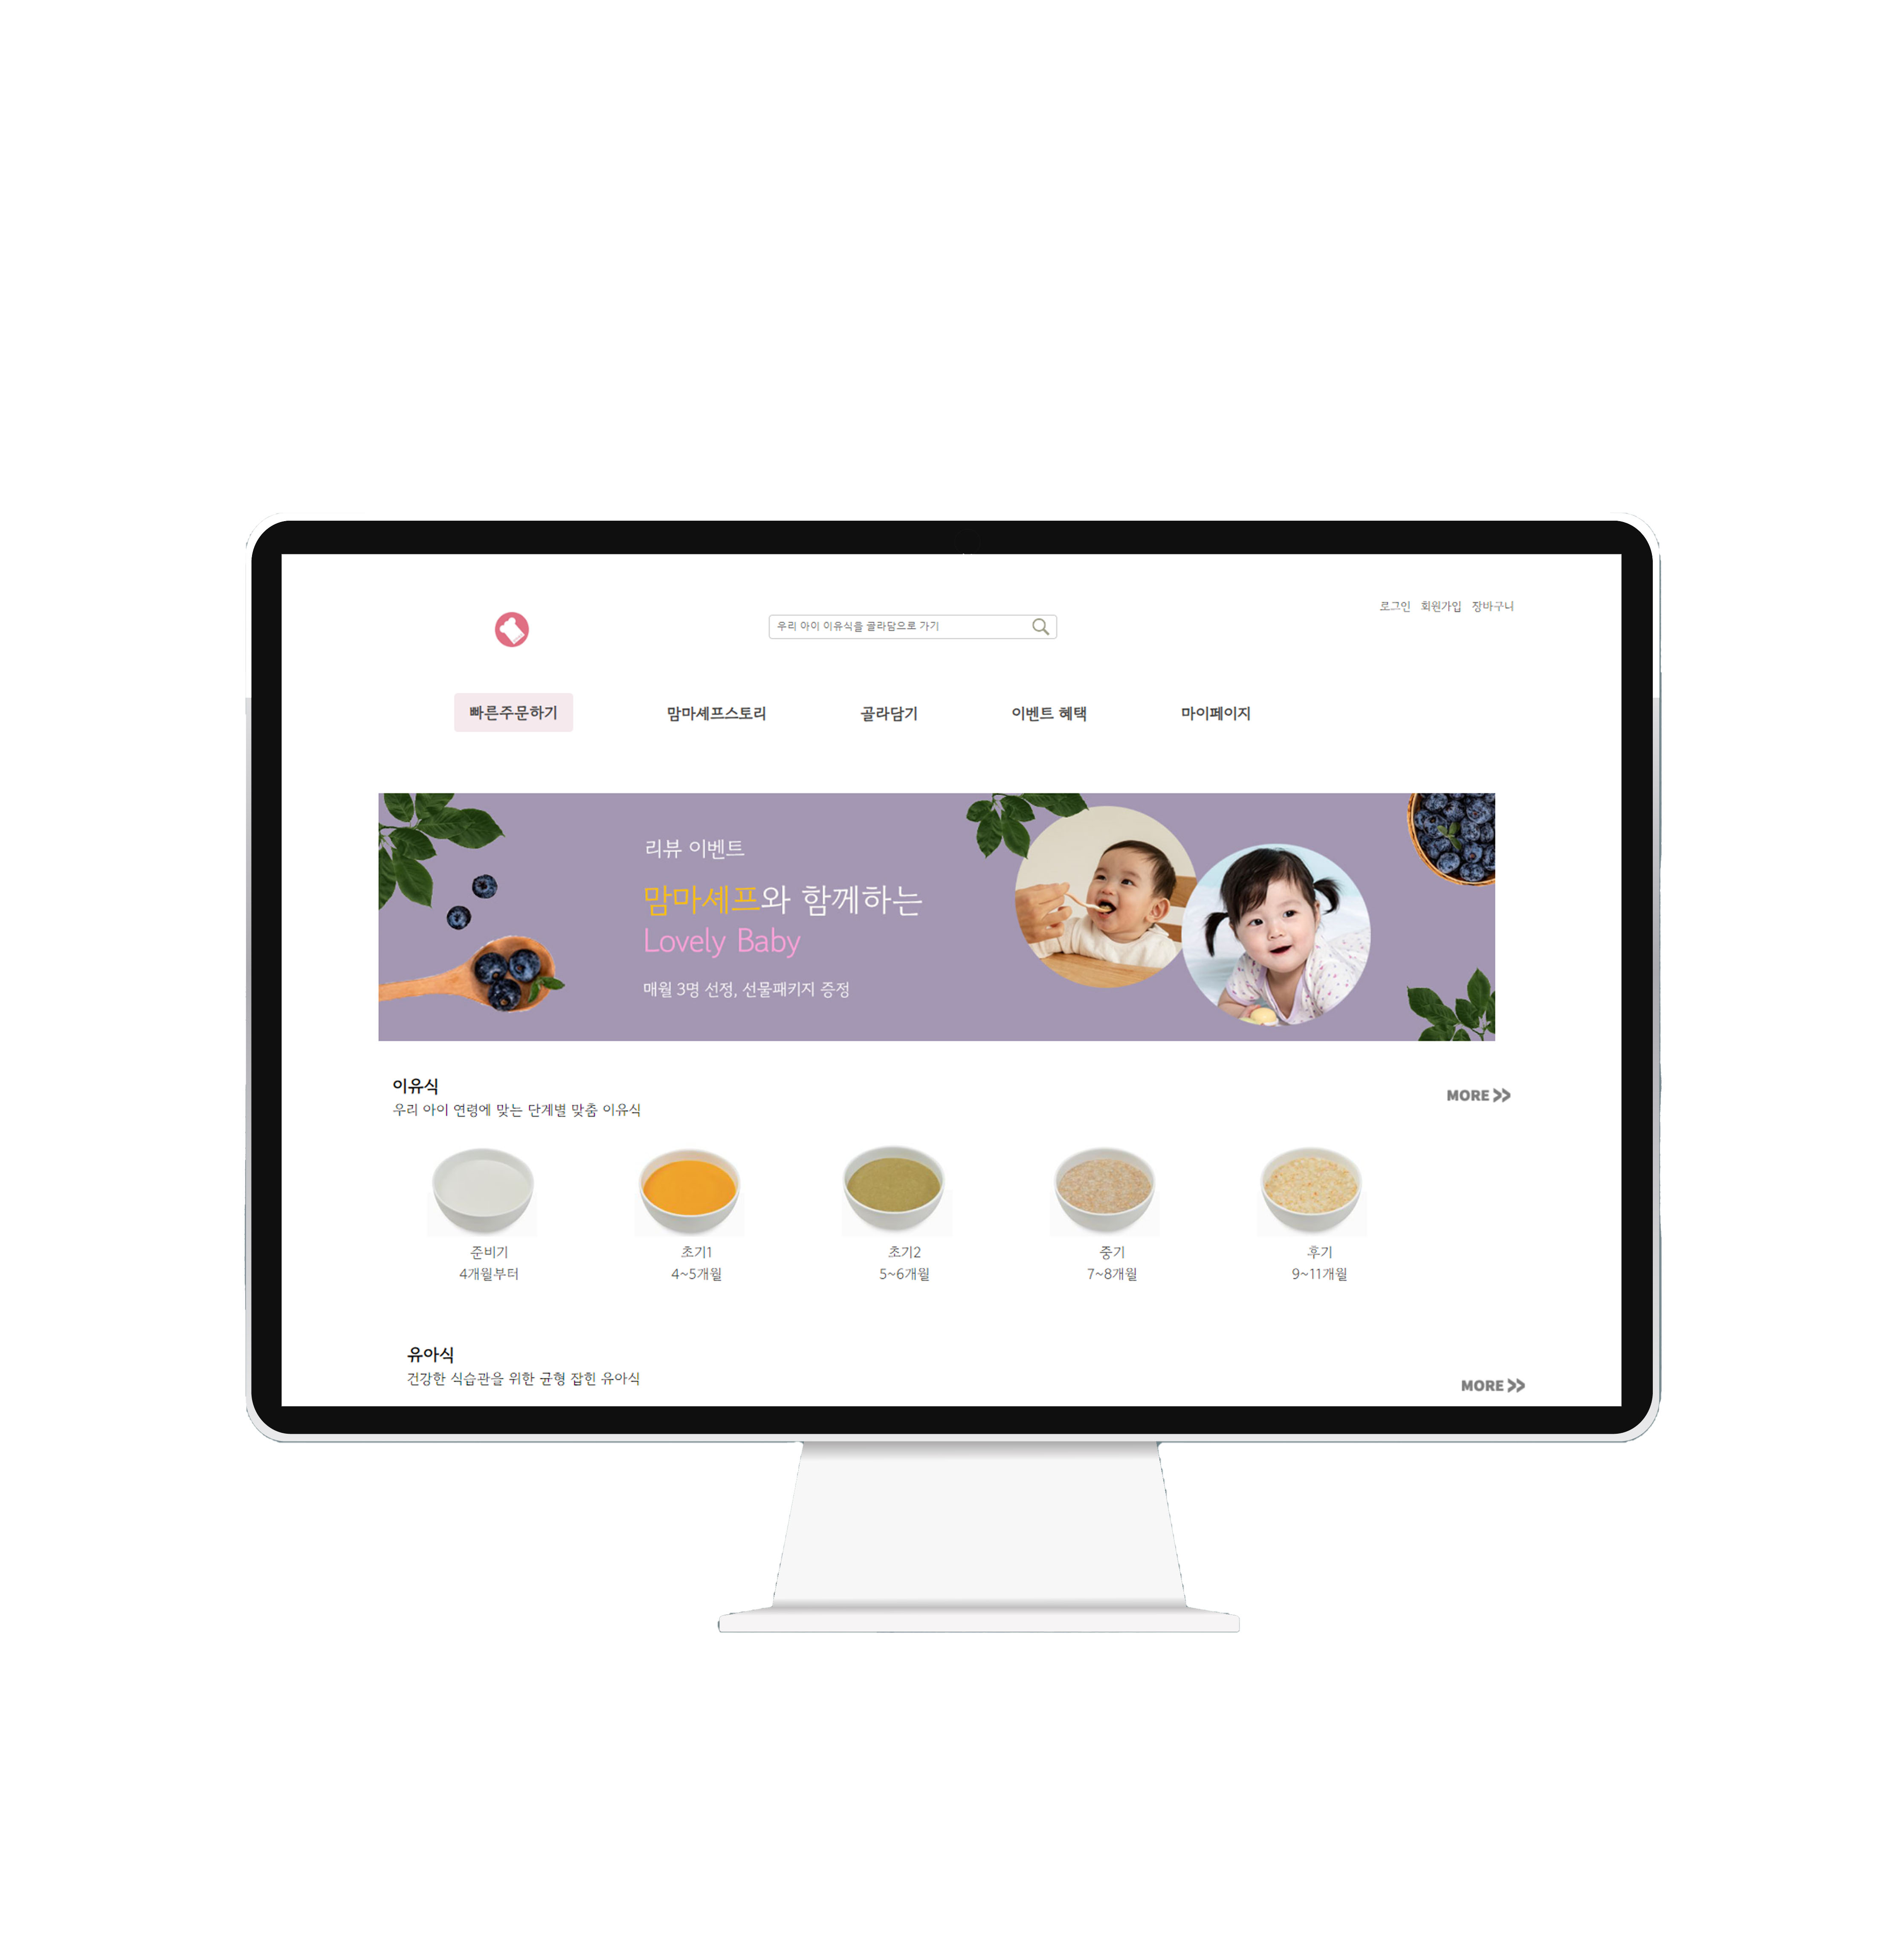 로그인 회원가입 장바구니
우리 아이 이유식을 골라담으로 가기
빠른주문하기 맘마셰프스토리 골라담기 이벤트 혜택 마이페이지
리뷰 이벤트
맘마셰프와 함께하는
Lovely Baby
매월 3명 선정, 선물패키지 증정
이유식
우리 아이 연령에 맞는 단계별 맞춤 이유식
MORE
준비기 초기1 초기2 중기 후기
4개월부터 4~5개월 5~6개월 7~8개월 9~11개월
유아식
건강한 식습관을 위한 균형 잡힌 유아식
MORE